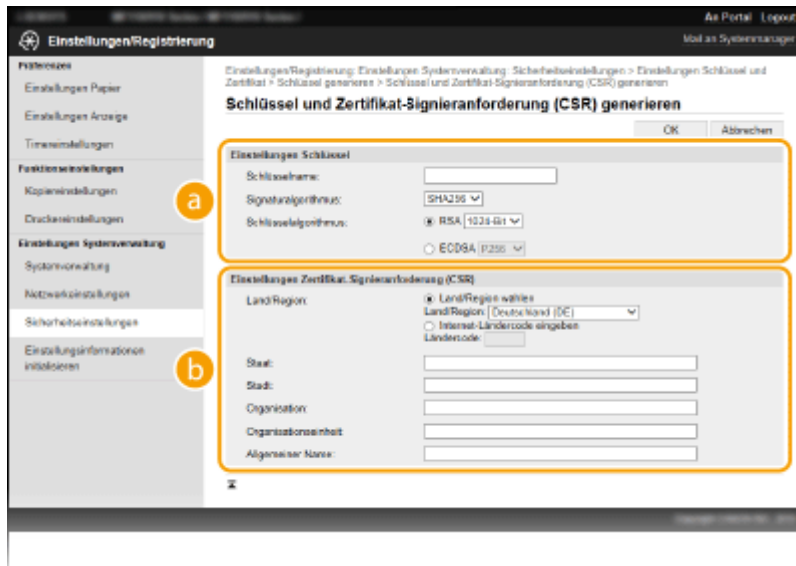 An Portal Logout
Einstellungen/Registrierung
Mail an Systemmanager
Präferenzen
Einstellungen Papier
Einstellungen Anzeige
Timereinstellungen
Funktionseinstellungen
Kopiereinstellungen
Druckereinstellungen
Einstellungen Systemverwaltung
Systemverwaltung
Netzwerkeinstellungen
Sicherheitseinstellungen
Einstellungsinformationen
initialisieren
Einstellungen/Registrierung: Einstellungen Systemverwaltung: Sicherheitseinstellungen > Einstellungen Schlüssel und
Zertifikat > Schlüssel generieren > Schlüssel und Zertifikat-Signieranforderung (CSR) generieren
Schlüssel und Zertifikat-Signieranforderung (CSR) generieren
OK Abbrechen
a
Einstellungen Schlüssel
Schlüsselname:
Signaturalgorithmus: SHA256
Schlüsselalgorithmus: RSA 1024-Bit
ECDSA P256
b
Einstellungen Zertifikat-Signieranforderung (CSR)
Land/Region: Land/Region wählen
Land/Region: Deutschland (DE)
Internet-Ländercode eingeben
Ländercode:
Staat:
Stadt:
Organisation:
Organisationseinheit:
Allgemeiner Name: